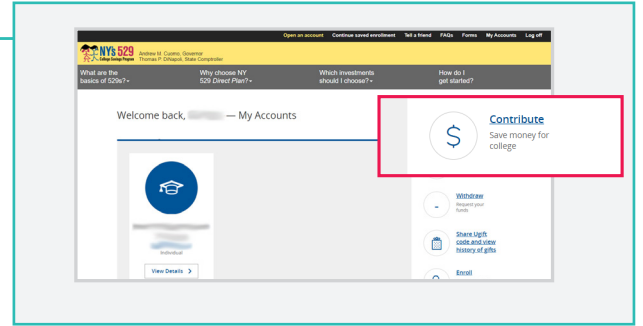 Open an account Continue saved enrollment Tell a friend FAQs Forms My Accounts Log off
NY's 529
College Savings Program
Andrew M. Cuomo, Governor
Thomas P. DiNapoli, State Comptroller
What are the
basics of 529s?
Why choose NY
529 Direct Plan?
Which investments
should I choose?
How do I
get started?
Welcome back, — My Accounts
Contribute
Save money for
college
Withdraw
Request your
funds
Share Ugift
code and view
history of gifts
Enroll
Individual
View Details